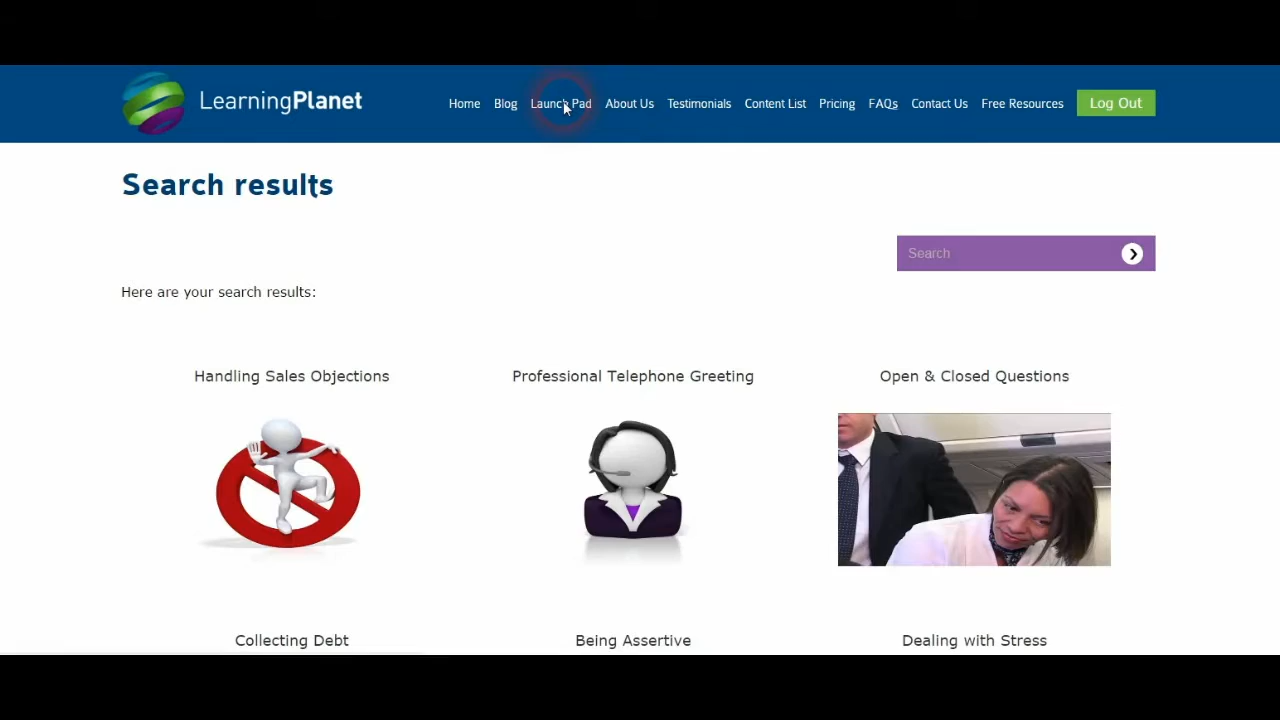 LearningPlanet
Home Blog Launch Pad About Us Testimonials Content List Pricing FAQs Contact Us Free Resources Log Out
Search results
Search
Here are your search results:
Handling Sales Objections Professional Telephone Greeting Open & Closed Questions
Collecting Debt Being Assertive Dealing with Stress